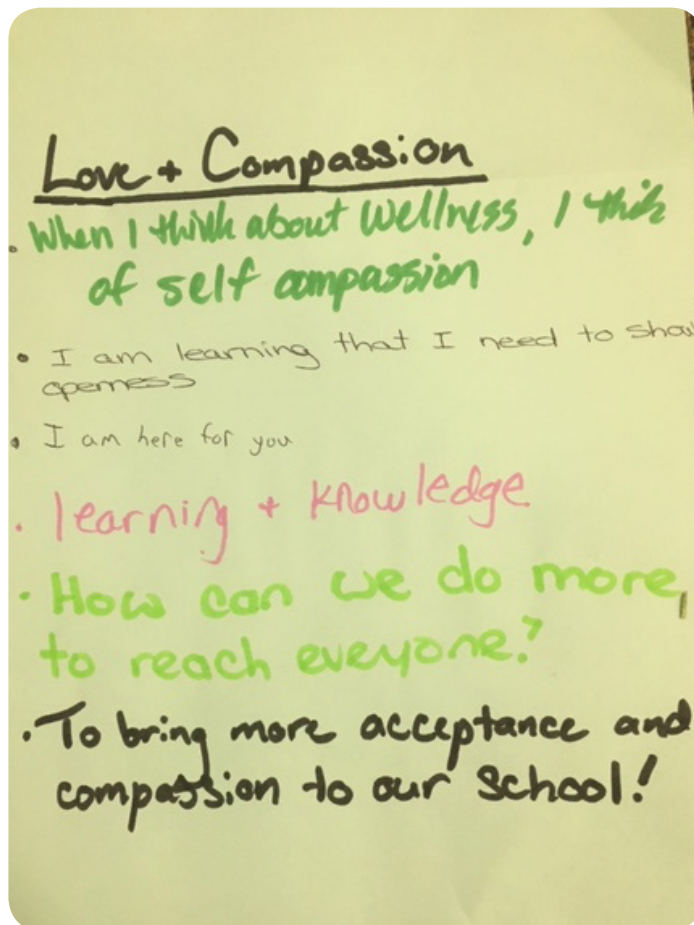 Love + Compassion
. When I think about Wellness, I think
of self compassion
• I am learning that I need to show
openness
• I am here for you
. learning + knowledge
. How can we do more,
to reach eveyone?
. To bring more acceptance and
compassion to our School!